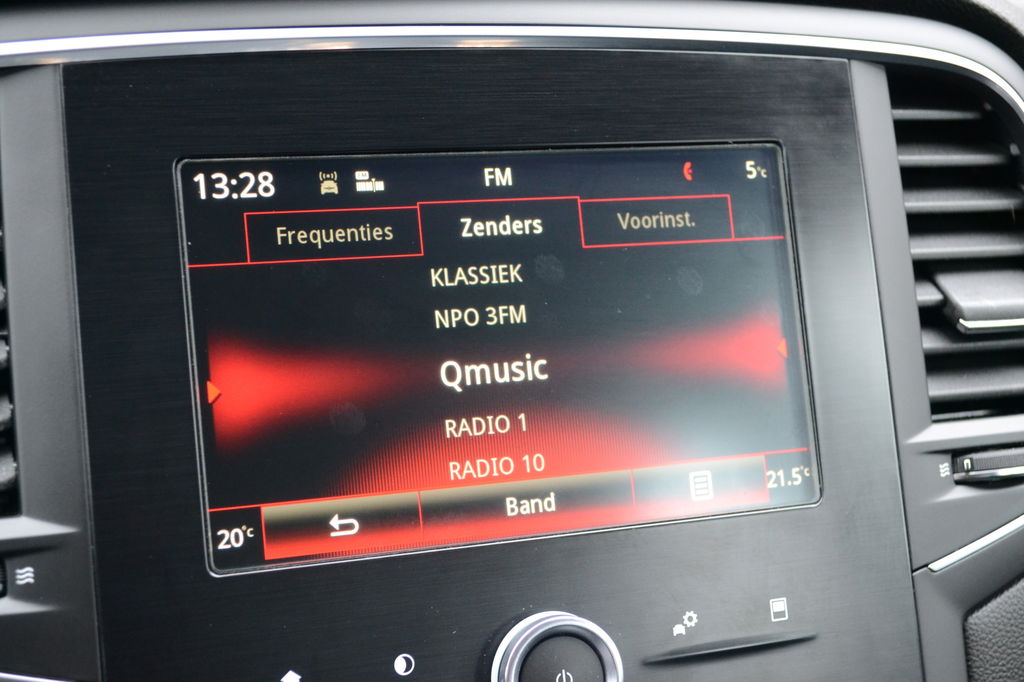 13:28 FM 5°C
Frequenties Zenders Voorinst.
KLASSIEK
NPO 3FM
Qmusic
RADIO 1
RADIO 10
20°C Band 21.5°C